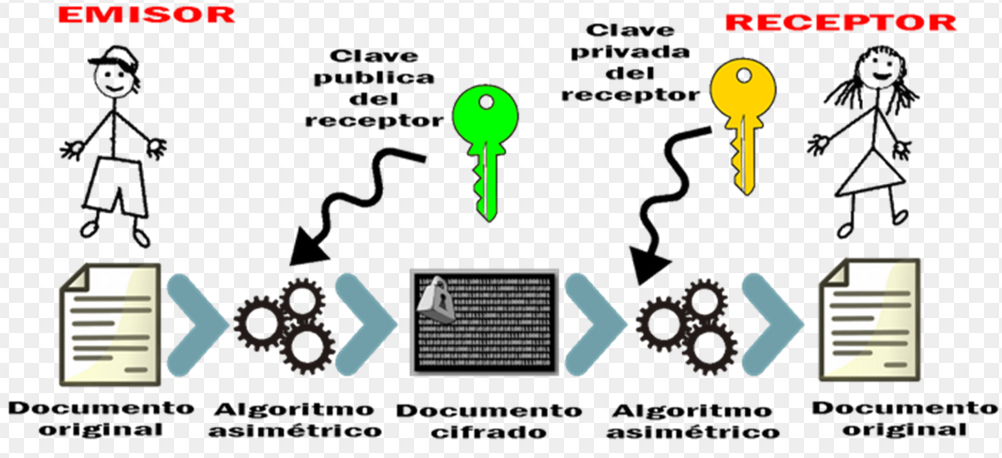 EMISOR
RECEPTOR
Clave
publica
del
receptor
Clave
privada
del
receptor
Documento
original
Algoritmo
asimétrico
Documento
cifrado
Algoritmo
asimétrico
Documento
original